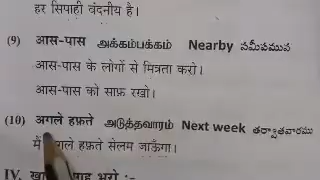 हर सिपाही वंदनीय है।
(9) आस-पास அக்கம்பக்கம் Nearby సమీపమున
आस-पास के लोगों से मित्रता करो।
आस-पास को साफ़ रखो।
(10) अगले हफ़्ते அடுத்தவாரம் Next week తర్వాతవారము
मैं अगले हफ़्ते सेलम जाऊँगा।
IV.